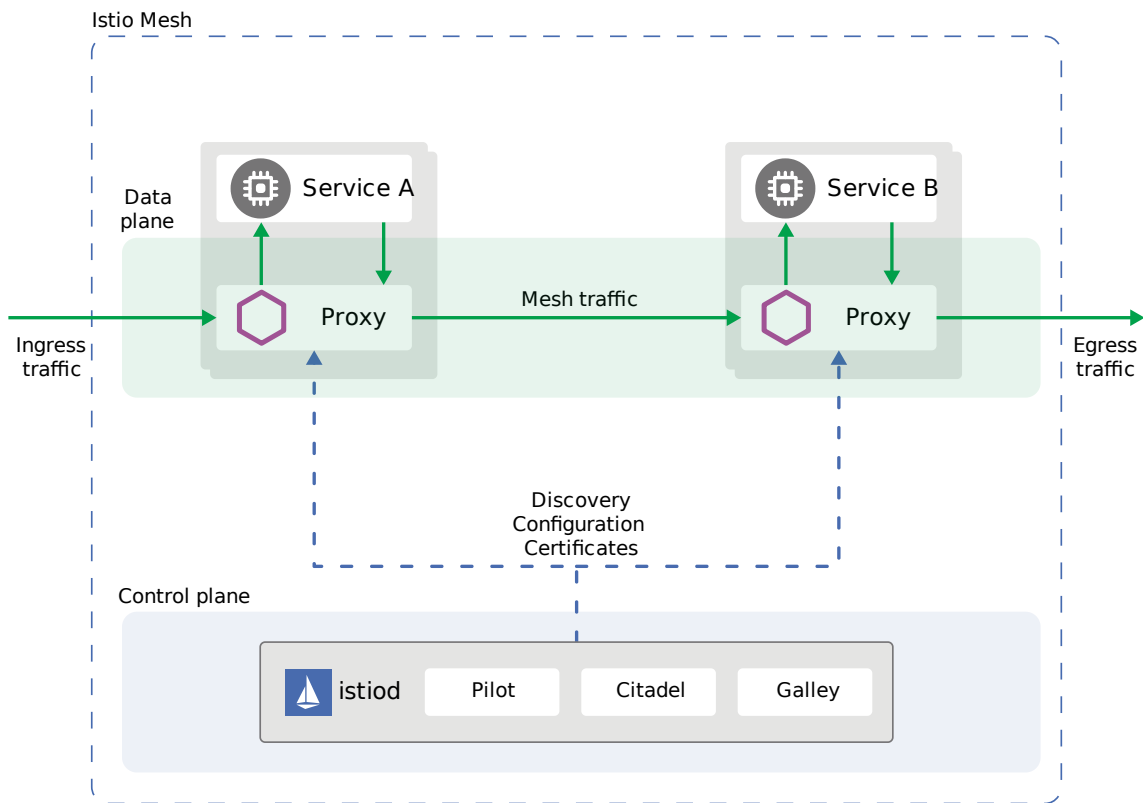 Istio Mesh
Data
plane
Service A
Service B
Proxy
Mesh traffic
Proxy
Ingress
traffic
Egress
traffic
Discovery
Configuration
Certificates
Control plane
istiod
Pilot
Citadel
Galley